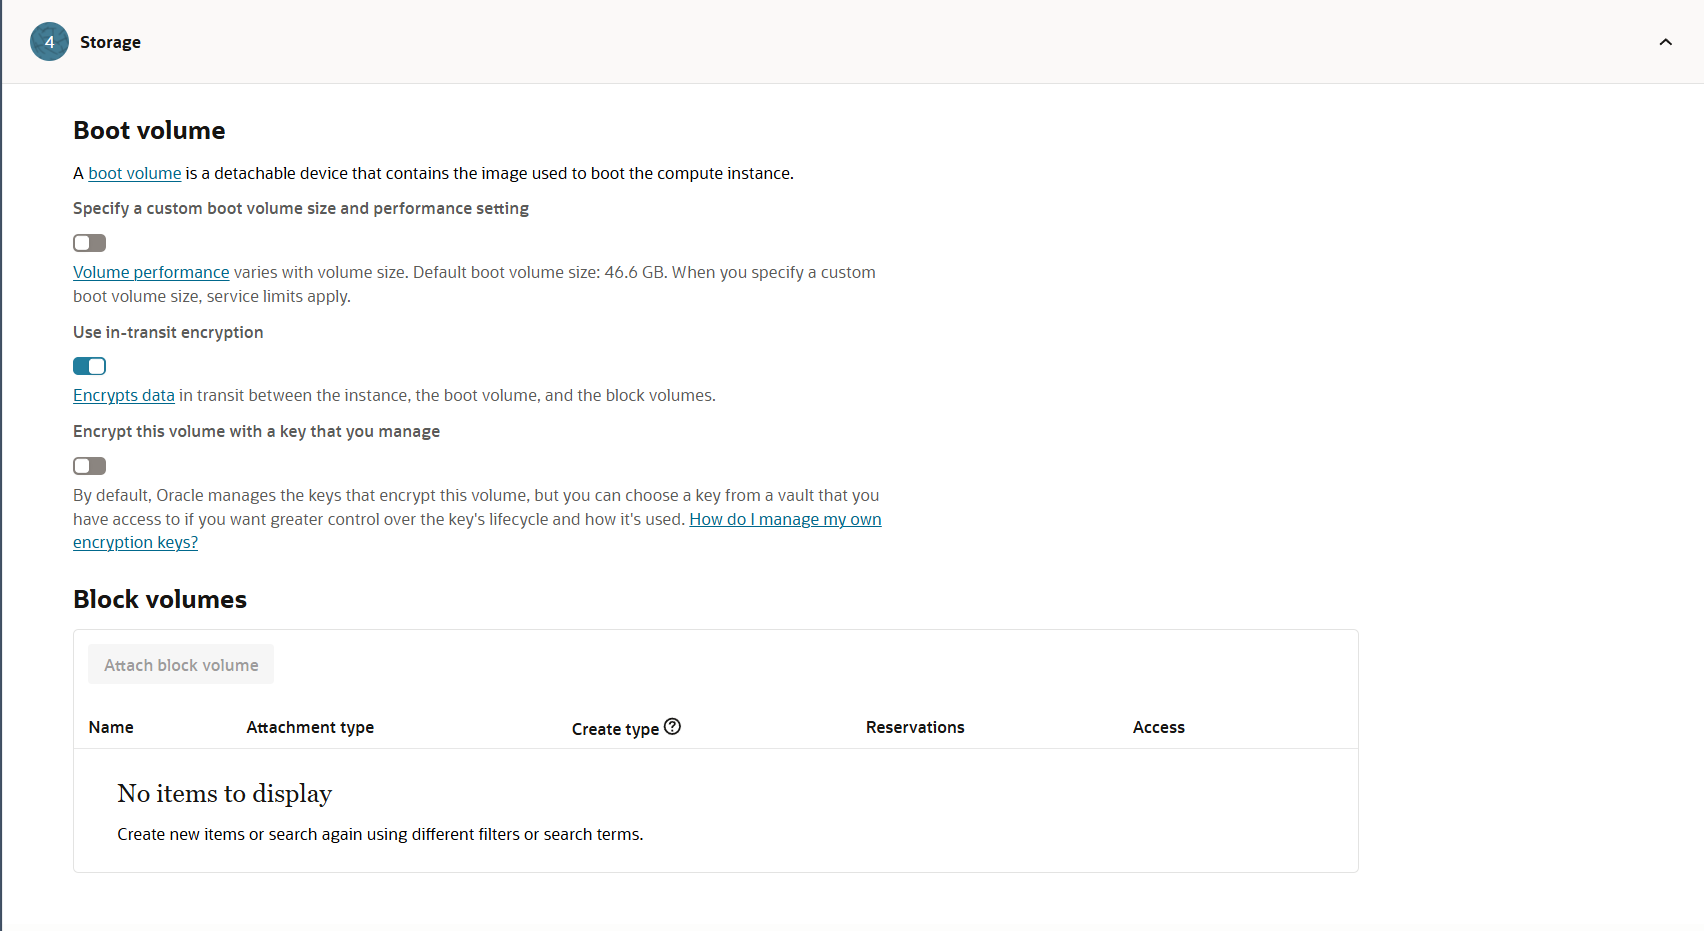 4 Storage
Boot volume
A boot volume is a detachable device that contains the image used to boot the compute instance.
Specify a custom boot volume size and performance setting
Volume performance varies with volume size. Default boot volume size: 46.6 GB. When you specify a custom
boot volume size, service limits apply.
Use in-transit encryption
Encrypts data in transit between the instance, the boot volume, and the block volumes.
Encrypt this volume with a key that you manage
By default, Oracle manages the keys that encrypt this volume, but you can choose a key from a vault that you
have access to if you want greater control over the key's lifecycle and how it's used. How do I manage my own
encryption keys?
Block volumes
Attach block volume
Name Attachment type Create type ? Reservations Access
No items to display
Create new items or search again using different filters or search terms.